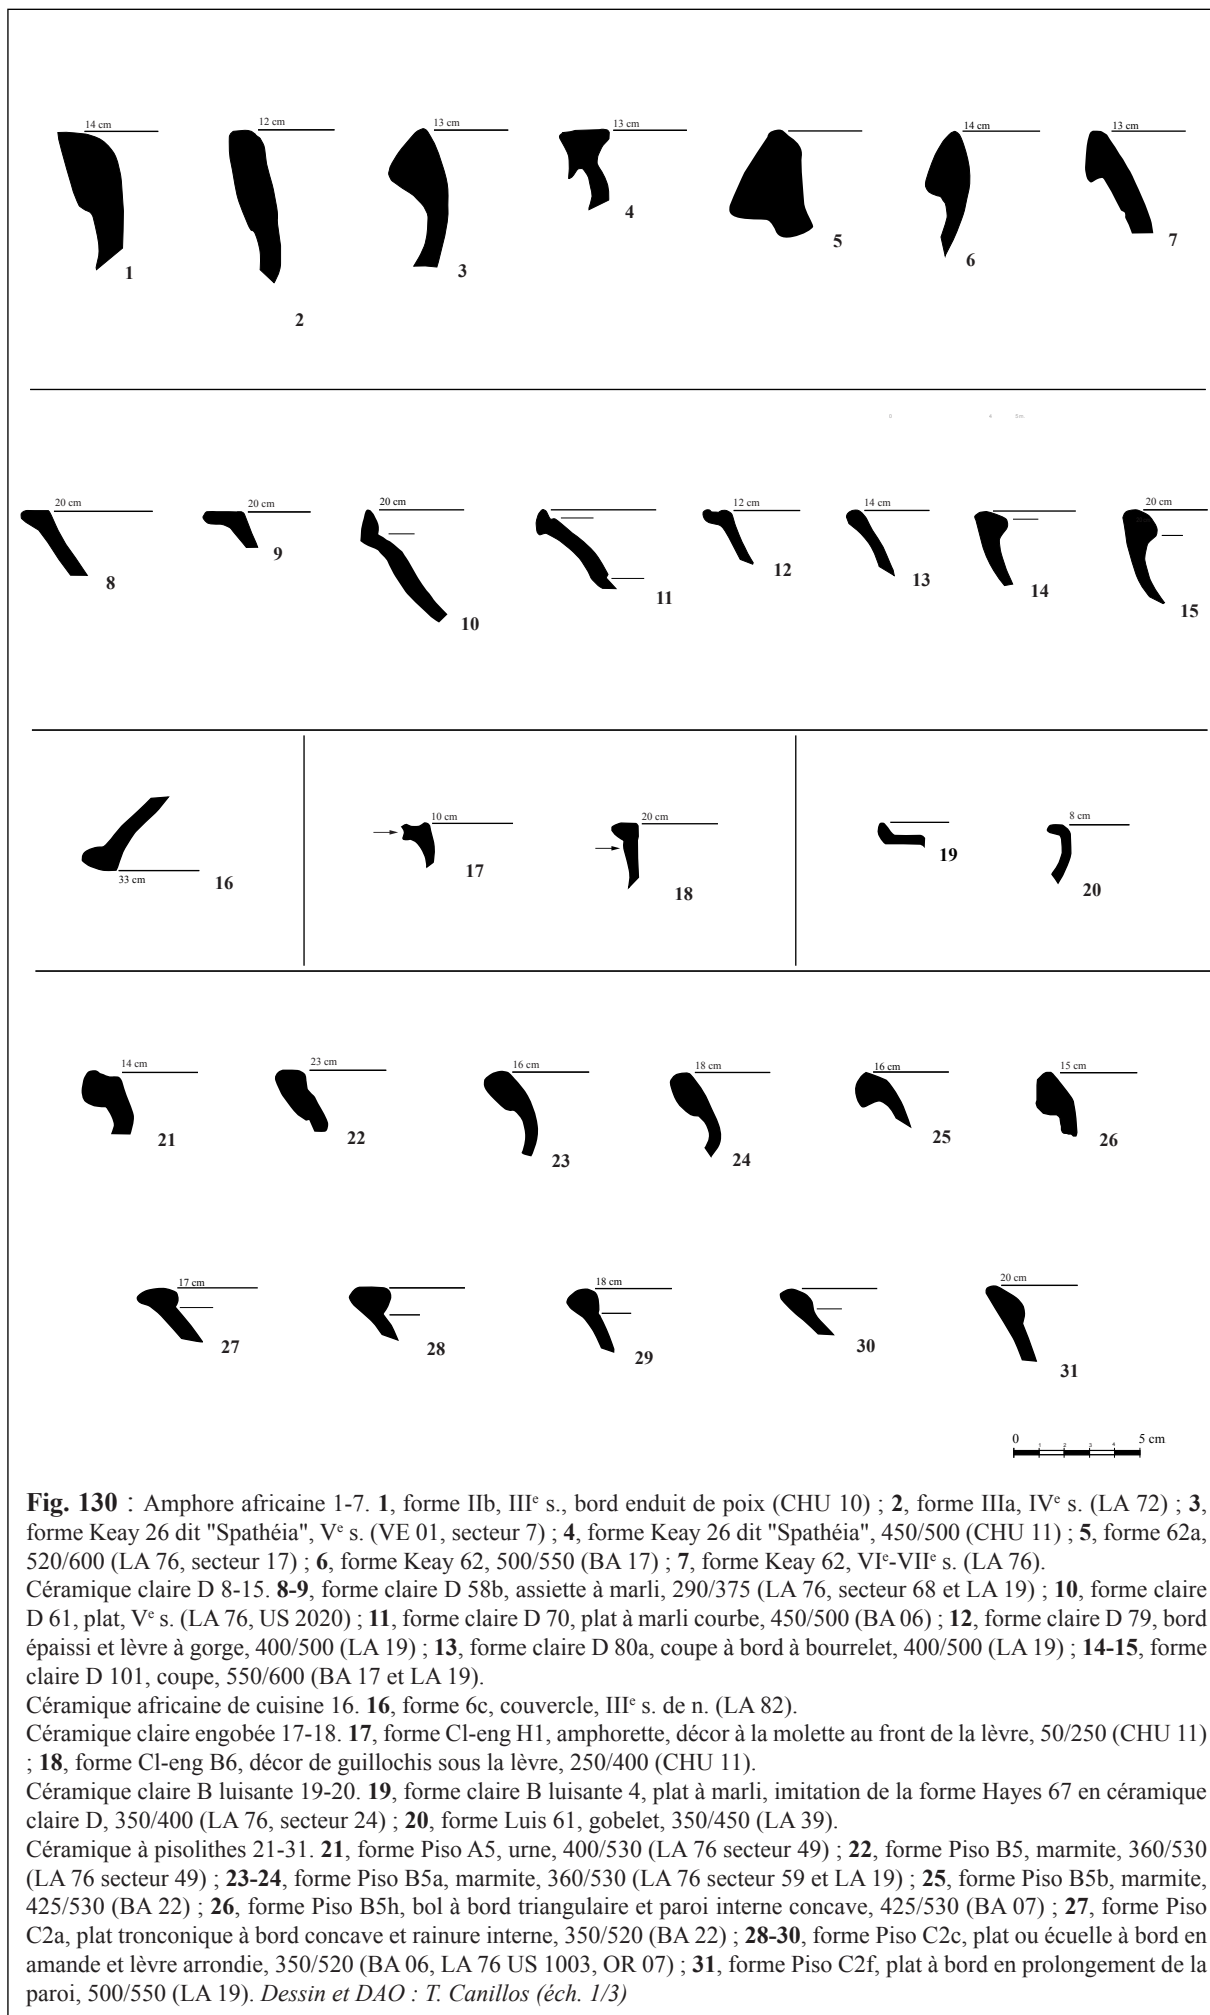 14 cm
12 cm
13 cm
13 cm
14 cm
13 cm
1
2
3
4
5
6
7
0 4 5m
20 cm
20 cm
20 cm
12 cm
14 cm
20 cm
8
9
10
11
12
13
14
15
33 cm
16
10 cm
17
20 cm
18
19
8 cm
20
14 cm
23 cm
16 cm
18 cm
16 cm
15 cm
21
22
23
24
25
26
17 cm
18 cm
20 cm
27
28
29
30
31
0 1 2 3 4 5 cm
Fig. 130 : Amphore africaine 1-7. 1, forme IIb, IIIe s., bord enduit de poix (CHU 10) ; 2, forme IIIa, IVe s. (LA 72) ; 3,
forme Keay 26 dit "Spathéia", Ve s. (VE 01, secteur 7) ; 4, forme Keay 26 dit "Spathéia", 450/500 (CHU 11) ; 5, forme 62a,
520/600 (LA 76, secteur 17) ; 6, forme Keay 62, 500/550 (BA 17) ; 7, forme Keay 62, VIe-VIIe s. (LA 76).
Céramique claire D 8-15. 8-9, forme claire D 58b, assiette à marli, 290/375 (LA 76, secteur 68 et LA 19) ; 10, forme claire
D 61, plat, Ve s. (LA 76, US 2020) ; 11, forme claire D 70, plat à marli courbe, 450/500 (BA 06) ; 12, forme claire D 79, bord
épaissi et lèvre à gorge, 400/500 (LA 19) ; 13, forme claire D 80a, coupe à bord à bourrelet, 400/500 (LA 19) ; 14-15, forme
claire D 101, coupe, 550/600 (BA 17 et LA 19).
Céramique africaine de cuisine 16. 16, forme 6c, couvercle, IIIe s. de n. (LA 82).
Céramique claire engobée 17-18. 17, forme Cl-eng H1, amphorette, décor à la molette au front de la lèvre, 50/250 (CHU 11)
; 18, forme Cl-eng B6, décor de guillochis sous la lèvre, 250/400 (CHU 11).
Céramique claire B luisante 19-20. 19, forme claire B luisante 4, plat à marli, imitation de la forme Hayes 67 en céramique
claire D, 350/400 (LA 76, secteur 24) ; 20, forme Luis 61, gobelet, 350/450 (LA 39).
Céramique à pisolithes 21-31. 21, forme Piso A5, urne, 400/530 (LA 76 secteur 49) ; 22, forme Piso B5, marmite, 360/530
(LA 76 secteur 49) ; 23-24, forme Piso B5a, marmite, 360/530 (LA 76 secteur 59 et LA 19) ; 25, forme Piso B5b, marmite,
425/530 (BA 22) ; 26, forme Piso B5h, bol à bord triangulaire et paroi interne concave, 425/530 (BA 07) ; 27, forme Piso
C2a, plat tronconique à bord concave et rainure interne, 350/520 (BA 22) ; 28-30, forme Piso C2c, plat ou écuelle à bord en
amande et lèvre arrondie, 350/520 (BA 06, LA 76 US 1003, OR 07) ; 31, forme Piso C2f, plat à bord en prolongement de la
paroi, 500/550 (LA 19). Dessin et DAO : T. Canillos (éch. 1/3)